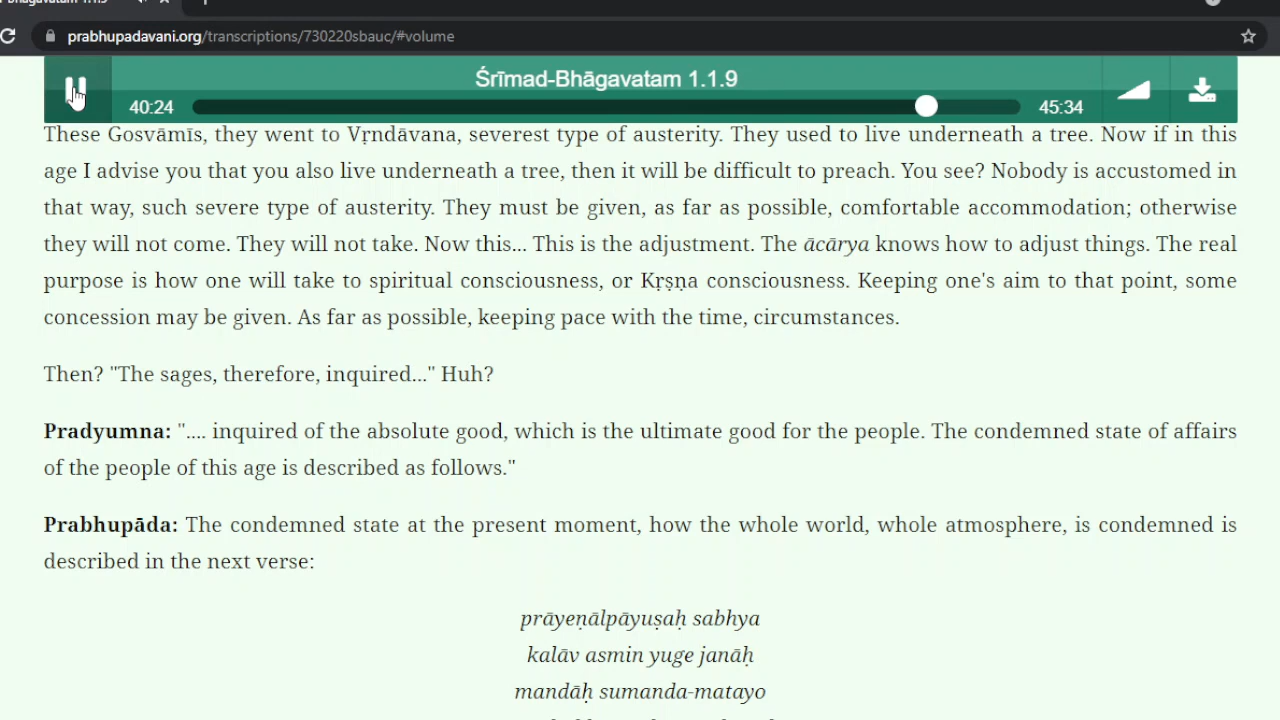 prabhupadavani.org/transcriptions/730220sbauc/#volume
Śrīmad-Bhāgavatam 1.1.9
40:24
45:34
These Gosvāmīs, they went to Vṛndāvana, severest type of austerity. They used to live underneath a tree. Now if in this
age I advise you that you also live underneath a tree, then it will be difficult to preach. You see? Nobody is accustomed in
that way, such severe type of austerity. They must be given, as far as possible, comfortable accommodation; otherwise
they will not come. They will not take. Now this... This is the adjustment. The ācārya knows how to adjust things. The real
purpose is how one will take to spiritual consciousness, or Kṛṣṇa consciousness. Keeping one's aim to that point, some
concession may be given. As far as possible, keeping pace with the time, circumstances.
Then? "The sages, therefore, inquired..." Huh?
Pradyumna: ".... inquired of the absolute good, which is the ultimate good for the people. The condemned state of affairs
of the people of this age is described as follows."
Prabhupāda: The condemned state at the present moment, how the whole world, whole atmosphere, is condemned is
described in the next verse:
prāyeṇālpāyuṣaḥ sabhya
kalāv asmin yuge janāḥ
mandāḥ sumanda-matayo